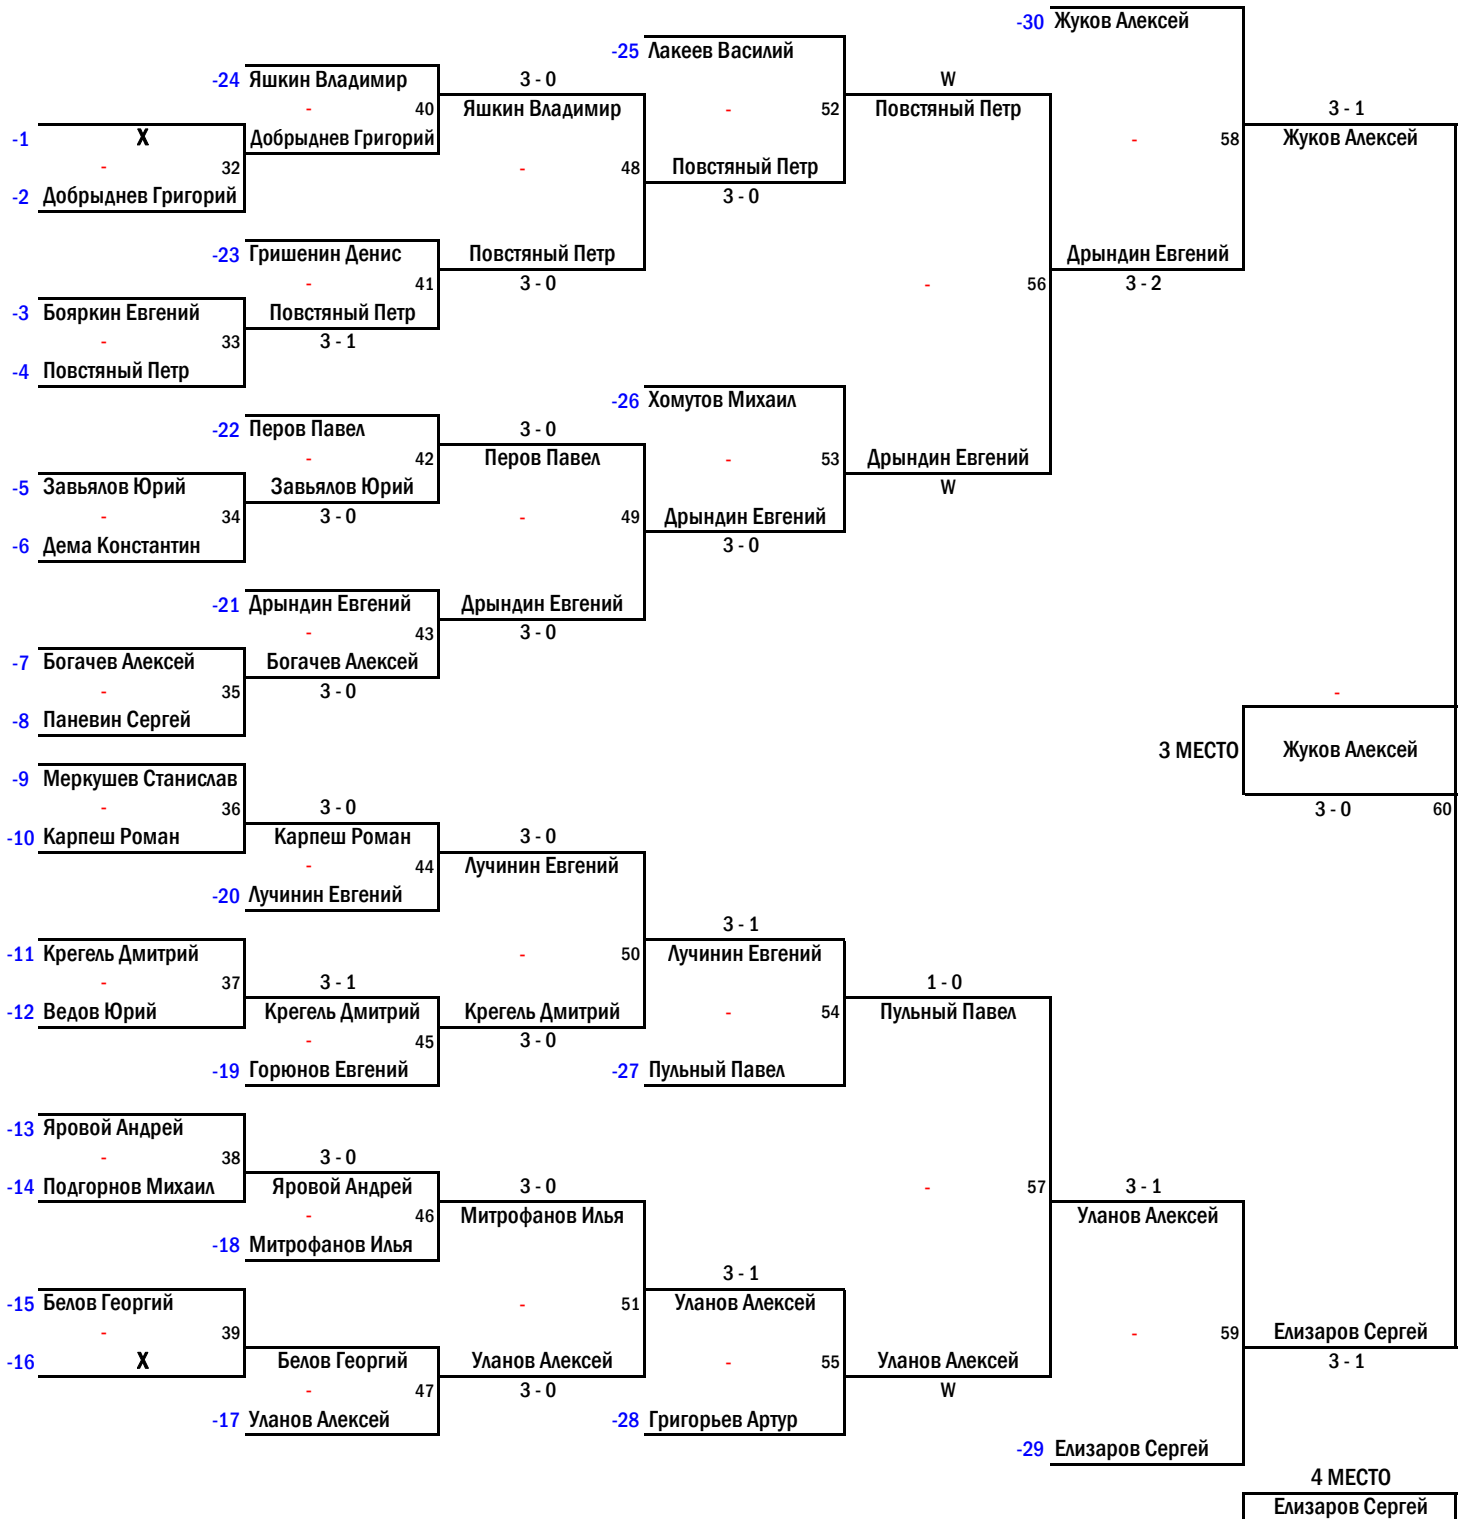 -30 Жуков Алексей
-25 Лакеев Василий
-24 Яшкин Владимир 3 - 0 W
- 40 Яшкин Владимир - 52 Повстяный Петр 3 - 1
-1 X Добрыднев Григорий - 58 Жуков Алексей
- 32 - 48 Повстяный Петр
-2 Добрыднев Григорий 3 - 0
-23 Гришенин Денис Повстяный Петр Дрындин Евгений
- 41 3 - 0 - 56 3 - 2
-3 Бояркин Евгений Повстяный Петр
- 33 3 - 1
-4 Повстяный Петр
-26 Хомутов Михаил
-22 Перов Павел 3 - 0
- 42 Перов Павел - 53 Дрындин Евгений
-5 Завьялов Юрий Завьялов Юрий W
- 34 3 - 0 - 49 Дрындин Евгений
-6 Дема Константин 3 - 0
-21 Дрындин Евгений Дрындин Евгений
- 43 3 - 0
-7 Богачев Алексей Богачев Алексей
- 35 3 - 0 -
-8 Паневин Сергей
3 МЕСТО Жуков Алексей
-9 Меркушев Станислав
- 36 3 - 0 3 - 0 60
-10 Карпеш Роман Карпеш Роман 3 - 0
- 44 Лучинин Евгений
-20 Лучинин Евгений
3 - 1
-11 Крегель Дмитрий - 50 Лучинин Евгений
- 37 3 - 1 1 - 0
-12 Ведов Юрий Крегель Дмитрий Крегель Дмитрий - 54 Пульный Павел
- 45 3 - 0
-19 Горюнов Евгений -27 Пульный Павел
-13 Яровой Андрей
- 38 3 - 0
-14 Подгорнов Михаил Яровой Андрей 3 - 0 - 57 3 - 1
- 46 Митрофанов Илья Уланов Алексей
-18 Митрофанов Илья
3 - 1
-15 Белов Георгий - 51 Уланов Алексей
- 39 - 59 Елизаров Сергей
-16 X Белов Георгий Уланов Алексей - 55 Уланов Алексей 3 - 1
- 47 3 - 0 W
-17 Уланов Алексей -28 Григорьев Артур
-29 Елизаров Сергей
4 МЕСТО
Елизаров Сергей